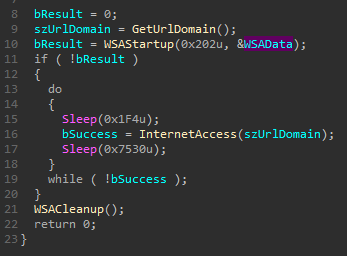 8 bResult = 0;
9 szUrlDomain = GetUrlDomain();
10 bResult = WSAStartup(0x202u, &WSAData);
11 if ( !bResult )
12 {
13 do
14 {
15 Sleep(0x1F4u);
16 bSuccess = InternetAccess(szUrlDomain);
17 Sleep(0x7530u);
18 }
19 while ( !bSuccess );
20 }
21 WSACleanup();
22 return 0;
23 }